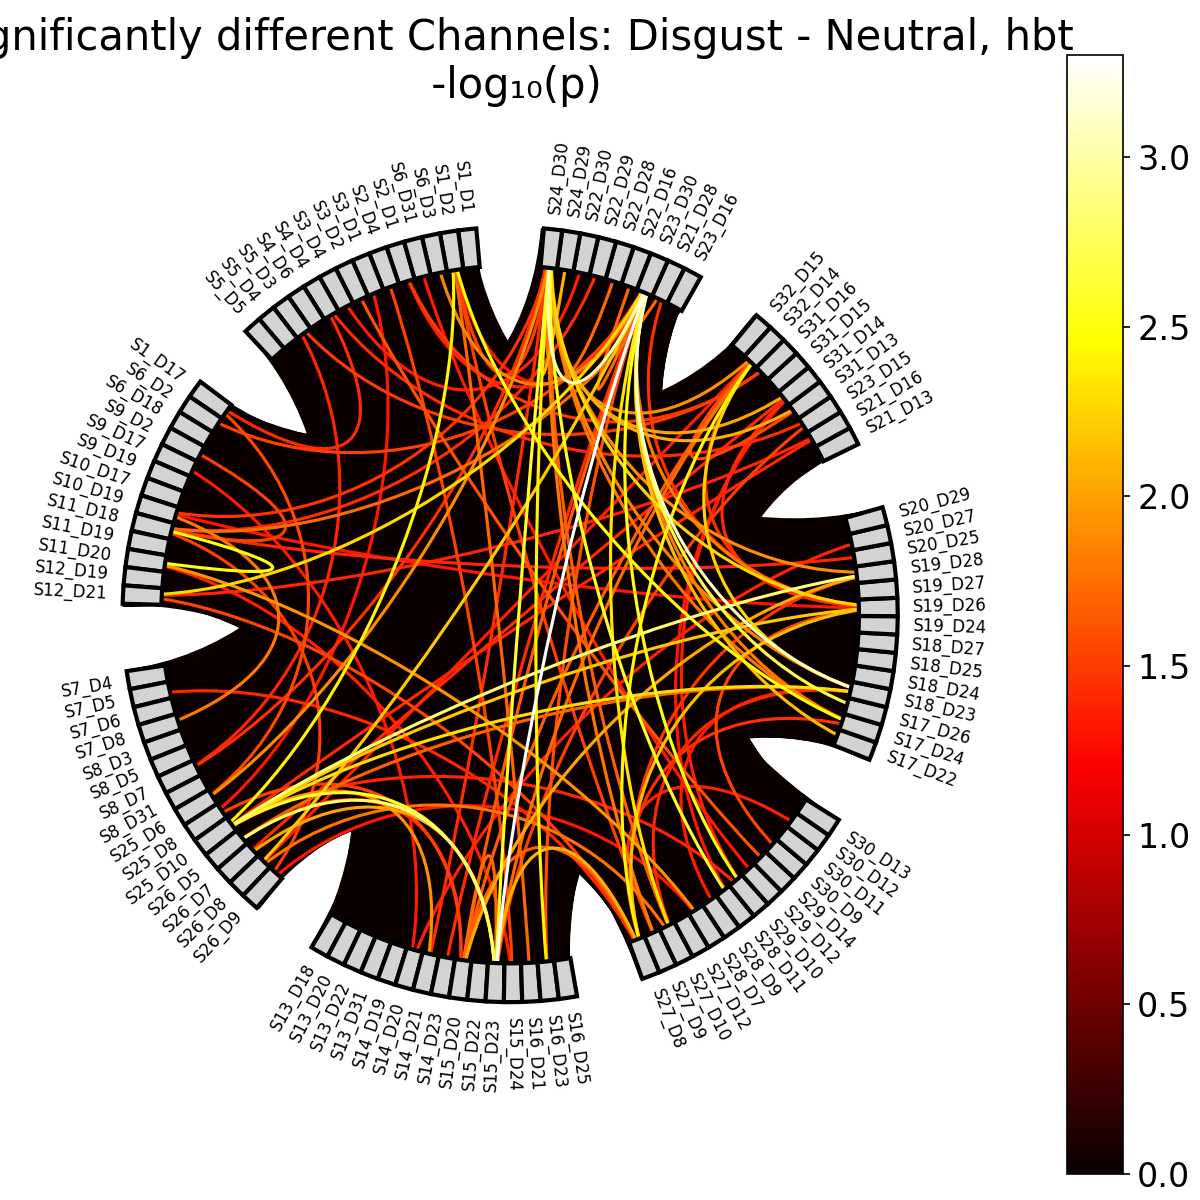 gnificantly different Channels: Disgust - Neutral, hbt
-log₁₀(p)
S24_D30
S24_D29
S22_D30
S22_D29
S22_D28
S22_D16
S23_D30
S21_D28
S23_D16
S32_D15
S32_D14
S31_D16
S31_D15
S31_D14
S31_D13
S23_D15
S21_D16
S21_D13
S20_D29
S20_D27
S20_D25
S19_D28
S19_D27
S19_D26
S19_D24
S18_D27
S18_D25
S18_D24
S18_D23
S17_D26
S17_D24
S17_D22
S30_D13
S30_D12
S30_D11
S30_D9
S29_D14
S29_D12
S29_D10
S28_D11
S28_D9
S28_D7
S27_D12
S27_D10
S27_D9
S27_D8
S16_D25
S16_D23
S16_D21
S15_D24
S15_D23
S15_D22
S15_D20
S14_D23
S14_D21
S14_D20
S14_D19
S13_D31
S13_D22
S13_D20
S13_D18
S26_D9
S26_D8
S26_D7
S26_D5
S25_D10
S25_D8
S25_D6
S8_D31
S8_D7
S8_D5
S8_D3
S7_D8
S7_D6
S7_D5
S7_D4
S12_D21
S12_D19
S11_D20
S11_D19
S11_D18
S10_D19
S10_D17
S9_D19
S9_D17
S9_D2
S6_D18
S6_D2
S1_D17
S5_D5
S5_D4
S5_D3
S4_D6
S4_D4
S3_D4
S3_D2
S3_D1
S2_D4
S2_D1
S6_D31
S6_D3
S1_D2
S1_D1
3.0
2.5
2.0
1.5
1.0
0.5
0.0